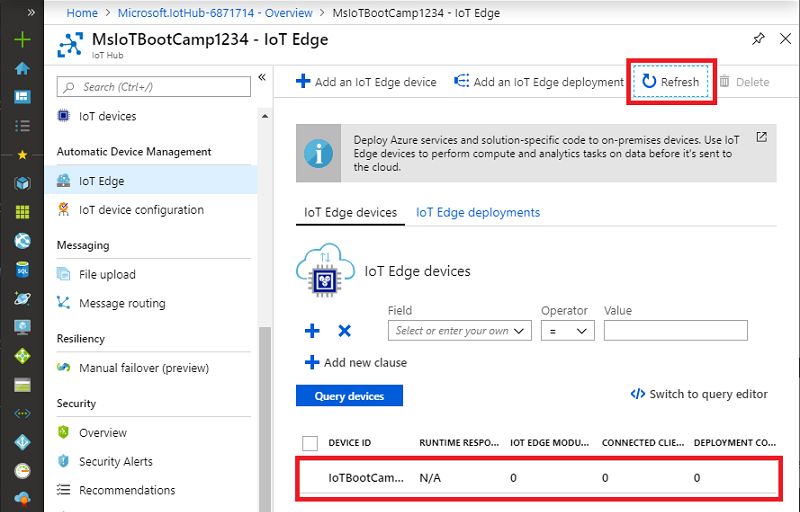 Home > Microsoft.IotHub-6871714 - Overview > MsIoTBootCamp1234 - IoT Edge
MsIoTBootCamp1234 - IoT Edge
IoT Hub
Search (Ctrl+/)
IoT devices
Automatic Device Management
IoT Edge
IoT device configuration
Messaging
File upload
Message routing
Resiliency
Manual failover (preview)
Security
Overview
Security Alerts
Recommendations
Add an IoT Edge device
Add an IoT Edge deployment
Refresh
Delete
Deploy Azure services and solution-specific code to on-premises devices. Use IoT
Edge devices to perform compute and analytics tasks on data before it's sent to
the cloud.
IoT Edge devices
IoT Edge deployments
IoT Edge devices
Field
Operator
Value
Select or enter your own
=
Add new clause
Query devices
Switch to query editor
DEVICE ID
RUNTIME RESPO...
IOT EDGE MODU...
CONNECTED CLIE...
DEPLOYMENT CO...
IoTBootCam...
N/A
0
0
0